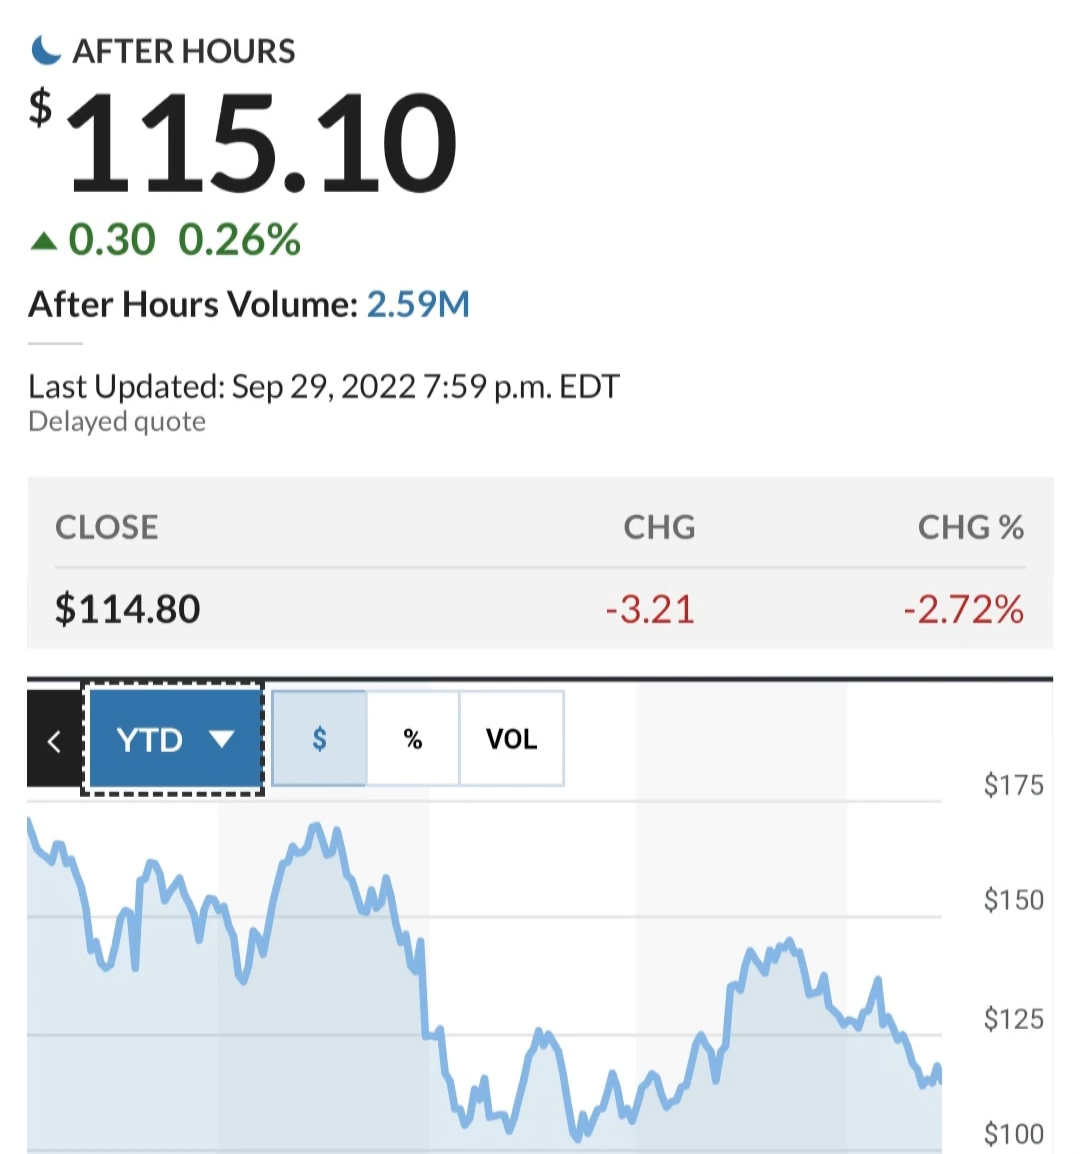 AFTER HOURS
$115.10
▲ 0.30 0.26%
After Hours Volume: 2.59M
Last Updated: Sep 29, 2022 7:59 p.m. EDT
Delayed quote
CLOSE CHG CHG %
$114.80 -3.21 -2.72%
< YTD ▼ $ % VOL
$175
$150
$125
$100